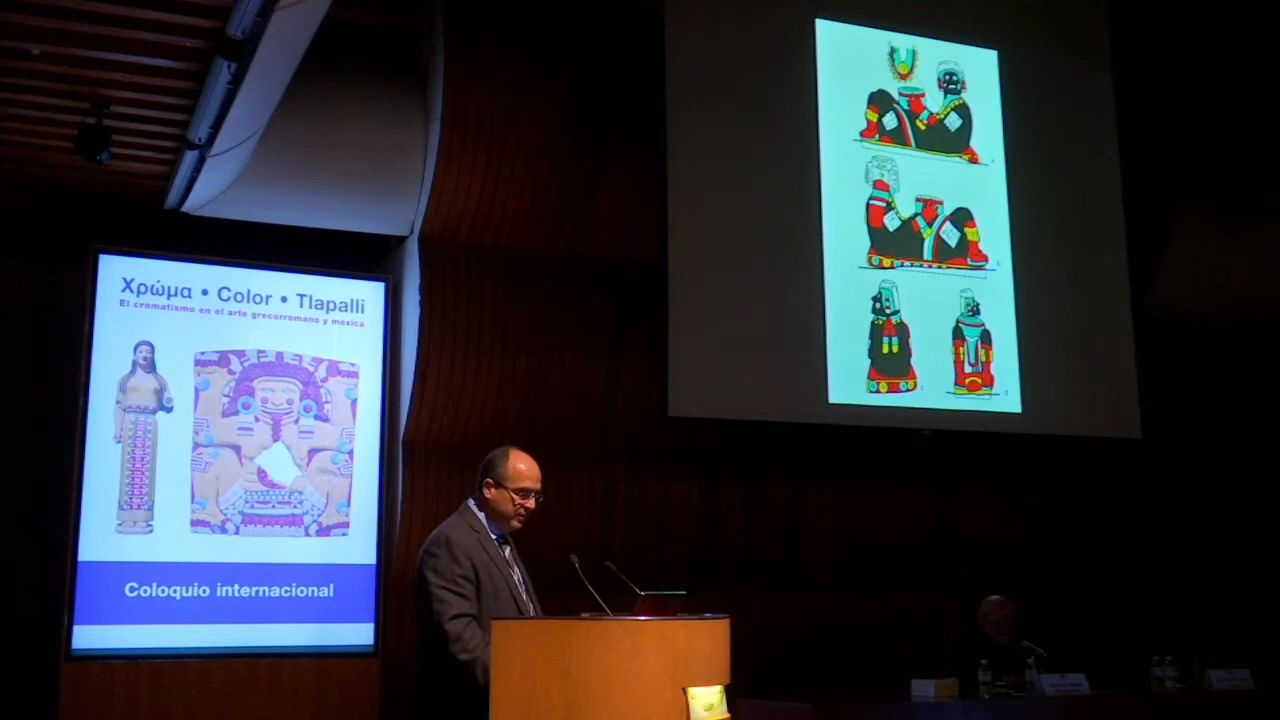 Χρώμα • Color • Tlapalli
El cromatismo en el arte grecorromano y mexica
Coloquio internacional